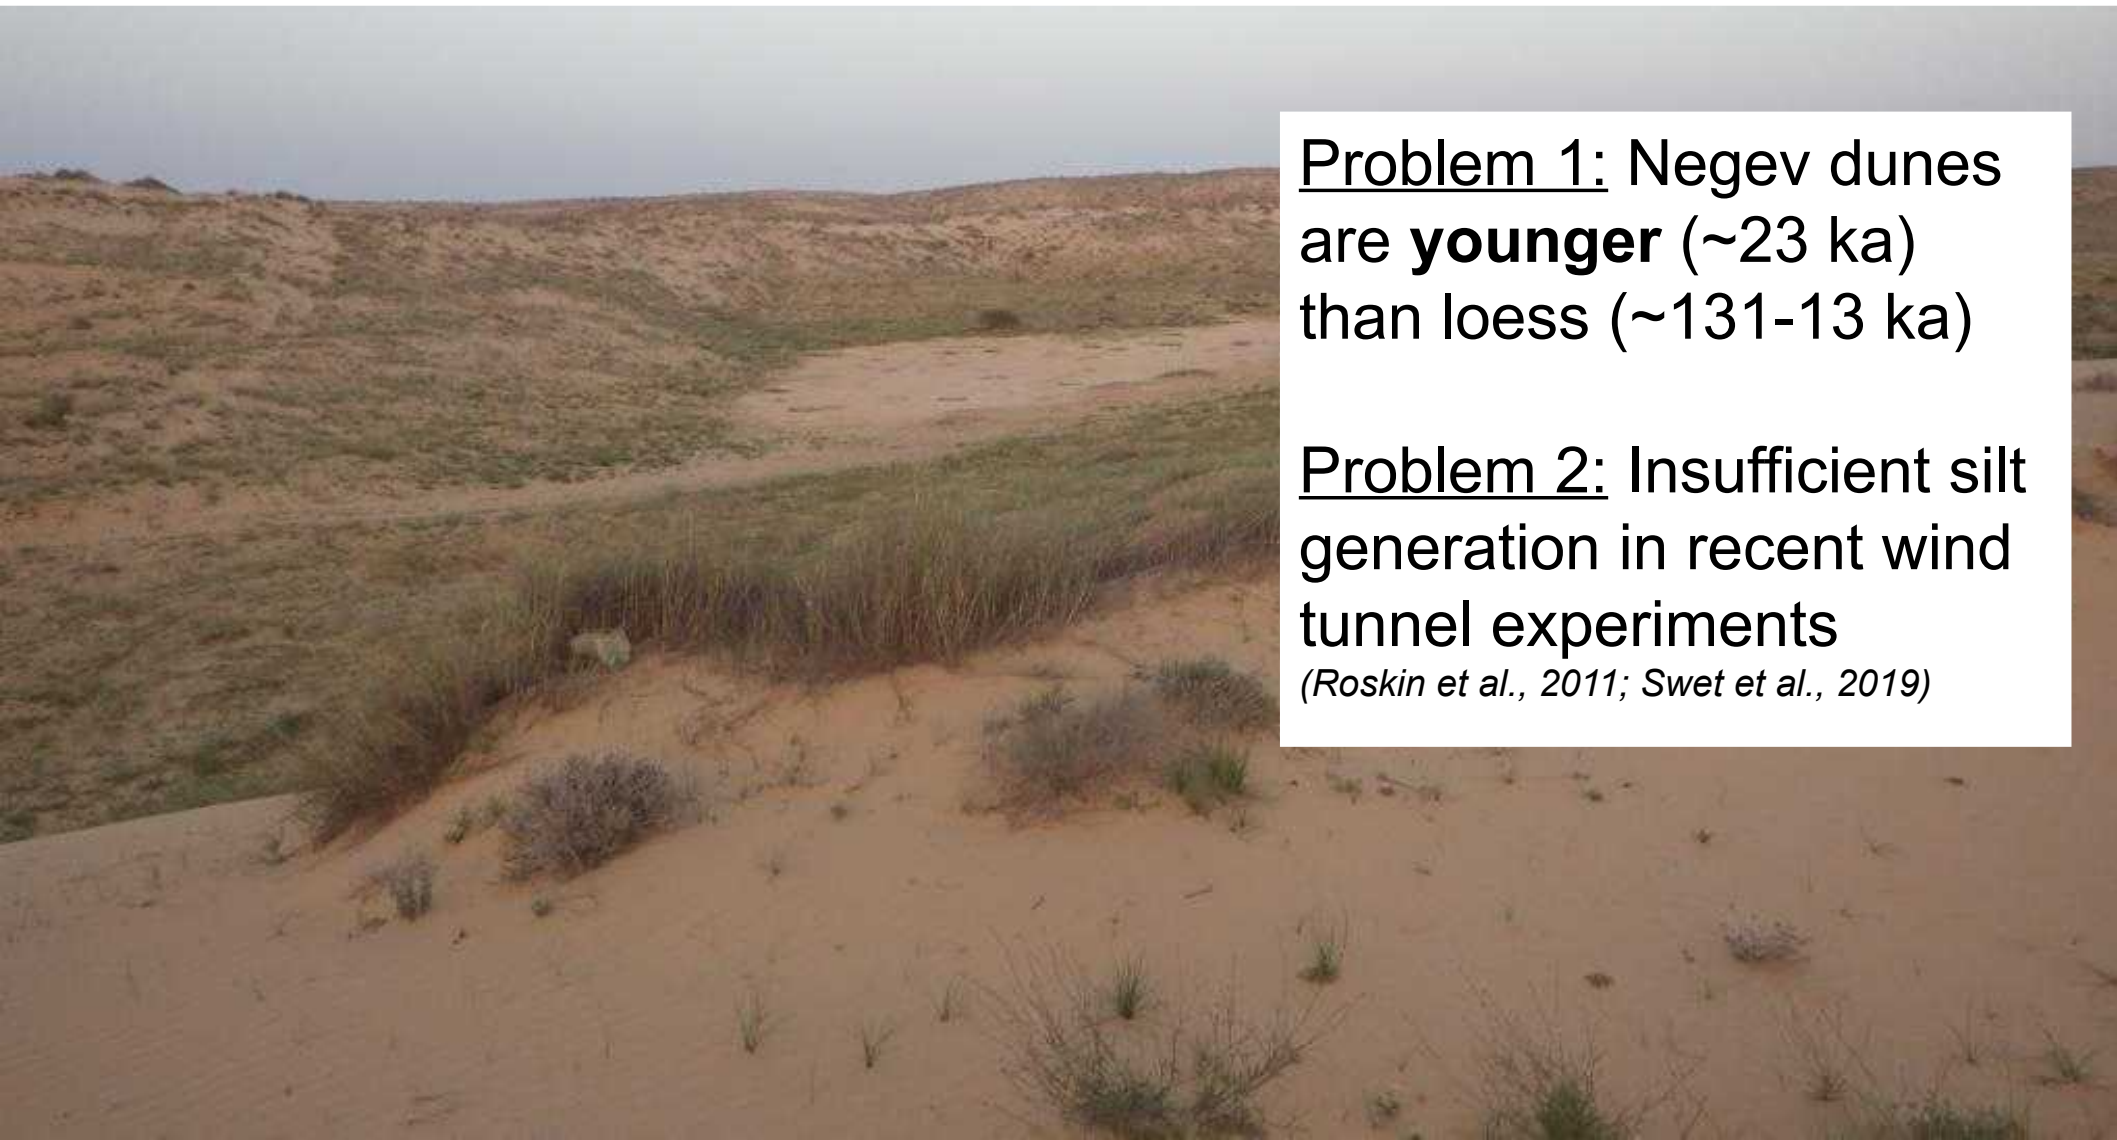 Problem 1: Negev dunes
are younger (~23 ka)
than loess (~131-13 ka)
Problem 2: Insufficient silt
generation in recent wind
tunnel experiments
(Roskin et al., 2011; Swet et al., 2019)